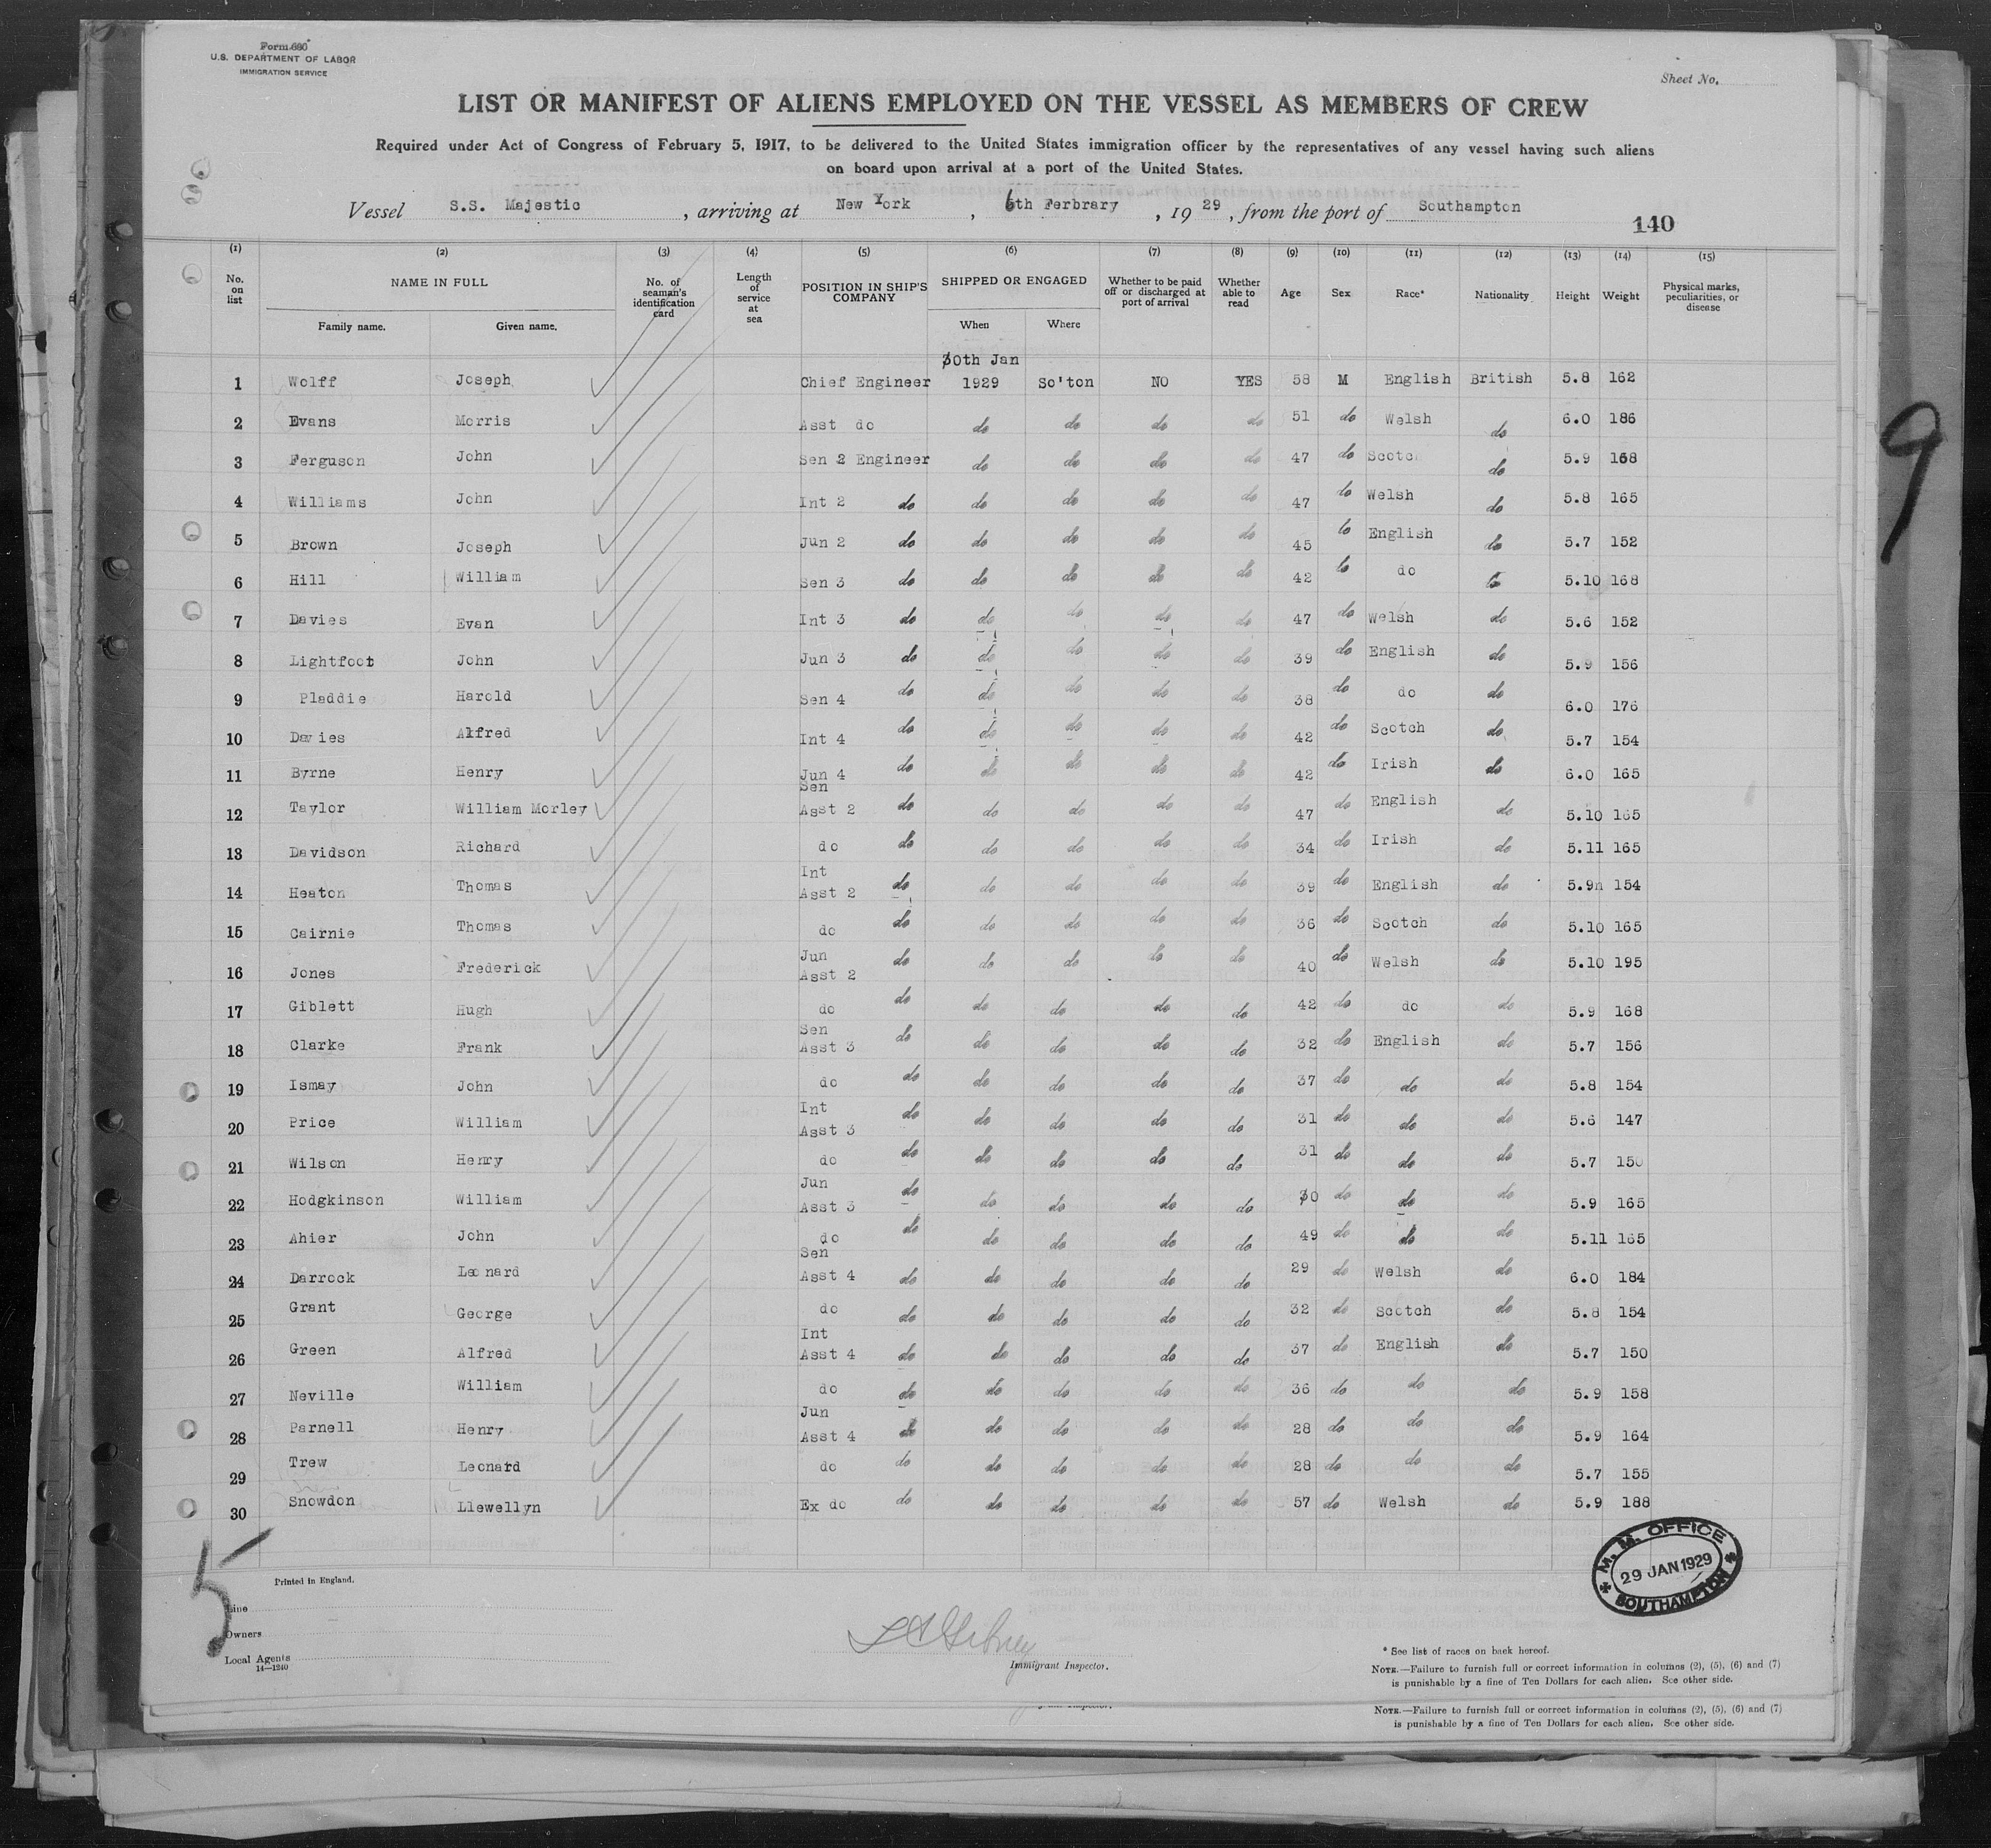 Form 680
U.S. DEPARTMENT OF LABOR
IMMIGRATION SERVICE
Sheet No.
LIST OR MANIFEST OF ALIENS EMPLOYED ON THE VESSEL AS MEMBERS OF CREW
Required under Act of Congress of February 5, 1917, to be delivered to the United States immigration officer by the representatives of any vessel having such aliens
on board upon arrival at a port of the United States.
Vessel S.S. Majestic, arriving at New York, 6th Ferbrary, 19 29, from the port of Southampton
140
(1) (2) (3) (4) (5) (6) (7) (8) (9) (10) (11) (12) (13) (14) (15)
No. on list NAME IN FULL No. of seaman's identification card Length of service at sea POSITION IN SHIP'S COMPANY SHIPPED OR ENGAGED Whether to be paid off or discharged at port of arrival Whether able to read Age Sex Race* Nationality Height Weight Physical marks, peculiarities, or disease
Family name. Given name. When Where
30th Jan
1 Wolff Joseph Chief Engineer 1929 So'ton NO YES 58 M English British 5.8 162
2 Evans Morris Asst do do do do do 51 do Welsh do 6.0 186
3 Ferguson John Sen 2 Engineer do do do do 47 do Scotch do 5.9 168
4 Williams John Int 2 do do do do do 47 do Welsh do 5.8 165
5 Brown Joseph Jun 2 do do do do do 45 do English do 5.7 152
6 Hill William Sen 3 do do do do do 42 do do do 5.10 168
7 Davies Evan Int 3 do do do do do 47 do Welsh do 5.6 152
8 Lightfoot John Jun 3 do do do do do 39 do English do 5.9 156
9 Pladdie Harold Sen 4 do do do do do 38 do do do 6.0 176
10 Davies Alfred Int 4 do do do do do 42 do Scotch do 5.7 154
11 Byrne Henry Jun 4 do do do do do 42 do Irish do 6.0 165
12 Taylor William Morley Sen Asst 2 do do do do do 47 do English do 5.10 165
13 Davidson Richard do do do do do do 34 do Irish do 5.11 165
14 Heaton Thomas Int Asst 2 do do do do do 39 do English do 5.9n 154
15 Cairnie Thomas do do do do do do 36 do Scotch do 5.10 165
16 Jones Frederick Jun Asst 2 do do do do do 40 do Welsh do 5.10 195
17 Giblett Hugh do do do do do do 42 do do do 5.9 168
18 Clarke Frank Sen Asst 3 do do do do do 32 do English do 5.7 156
19 Ismay John do do do do do do 37 do do do 5.8 154
20 Price William Int Asst 3 do do do do do 31 do do do 5.6 147
21 Wilson Henry do do do do do do 31 do do do 5.7 150
22 Hodgkinson William Jun Asst 3 do do do do do 30 do do do 5.9 165
23 Ahier John do do do do do do 49 do do do 5.11 165
24 Darrock Leonard Sen Asst 4 do do do do do 29 do Welsh do 6.0 184
25 Grant George do do do do do do 32 do Scotch do 5.8 154
26 Green Alfred Int Asst 4 do do do do do 37 do English do 5.7 150
27 Neville William do do do do do do 36 do do do 5.9 158
28 Parnell Henry Jun Asst 4 do do do do do 28 do do do 5.9 164
29 Trew Leonard do do do do do do 28 do do do 5.7 155
30 Snowdon Llewellyn Ex do do do do do do 57 do Welsh do 5.9 188
9
5
M. M. OFFICE
29 JAN 1929
SOUTHAMPTON
Printed in England.
Line
Owners
Local Agents
14—1240
Immigrant Inspector.
* See list of races on back hereof.
NOTE.—Failure to furnish full or correct information in columns (2), (5), (6) and (7)
is punishable by a fine of Ten Dollars for each alien. See other side.
NOTE.—Failure to furnish full or correct information in columns (2), (5), (6) and (7)
is punishable by a fine of Ten Dollars for each alien. See other side.